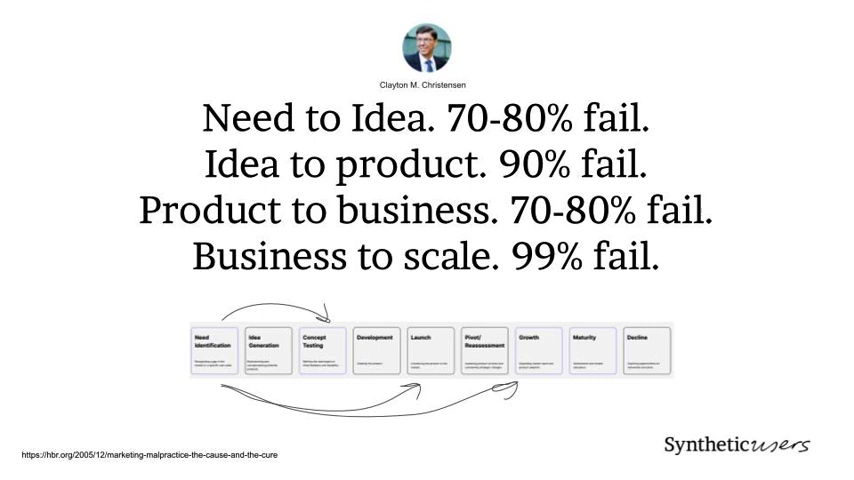 Clayton M. Christensen
Need to Idea. 70-80% fail.
Idea to product. 90% fail.
Product to business. 70-80% fail.
Business to scale. 99% fail.
Need Identification
Idea Generation
Concept Testing
Development
Launch
Pivot/ Reassessment
Growth
Maturity
Decline
https://hbr.org/2005/12/marketing-malpractice-the-cause-and-the-cure
Syntheticusers